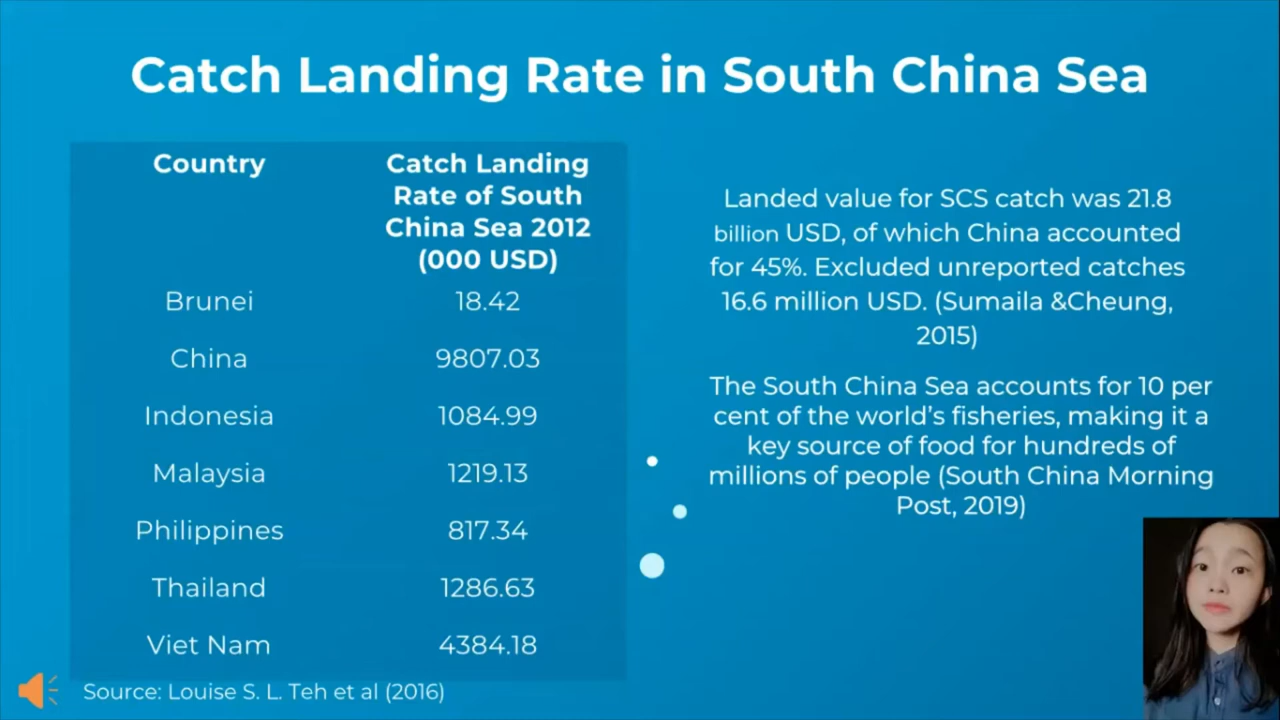 Catch Landing Rate in South China Sea
Country
Catch Landing
Rate of South
China Sea 2012
(000 USD)
Brunei 18.42
China 9807.03
Indonesia 1084.99
Malaysia 1219.13
Philippines 817.34
Thailand 1286.63
Viet Nam 4384.18
Source: Louise S. L. Teh et al (2016)
Landed value for SCS catch was 21.8
billion USD, of which China accounted
for 45%. Excluded unreported catches
16.6 million USD. (Sumaila &Cheung,
2015)
The South China Sea accounts for 10 per
cent of the world’s fisheries, making it a
key source of food for hundreds of
millions of people (South China Morning
Post, 2019)